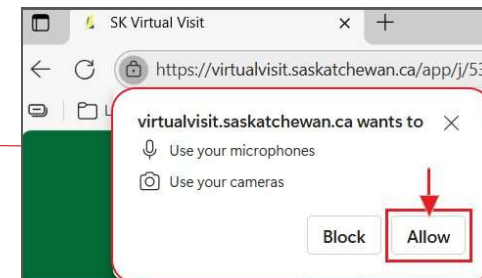 SK Virtual Visit
https://virtualvisit.saskatchewan.ca/app/j/53
L
virtualvisit.saskatchewan.ca wants to
Use your microphones
Use your cameras
Block Allow